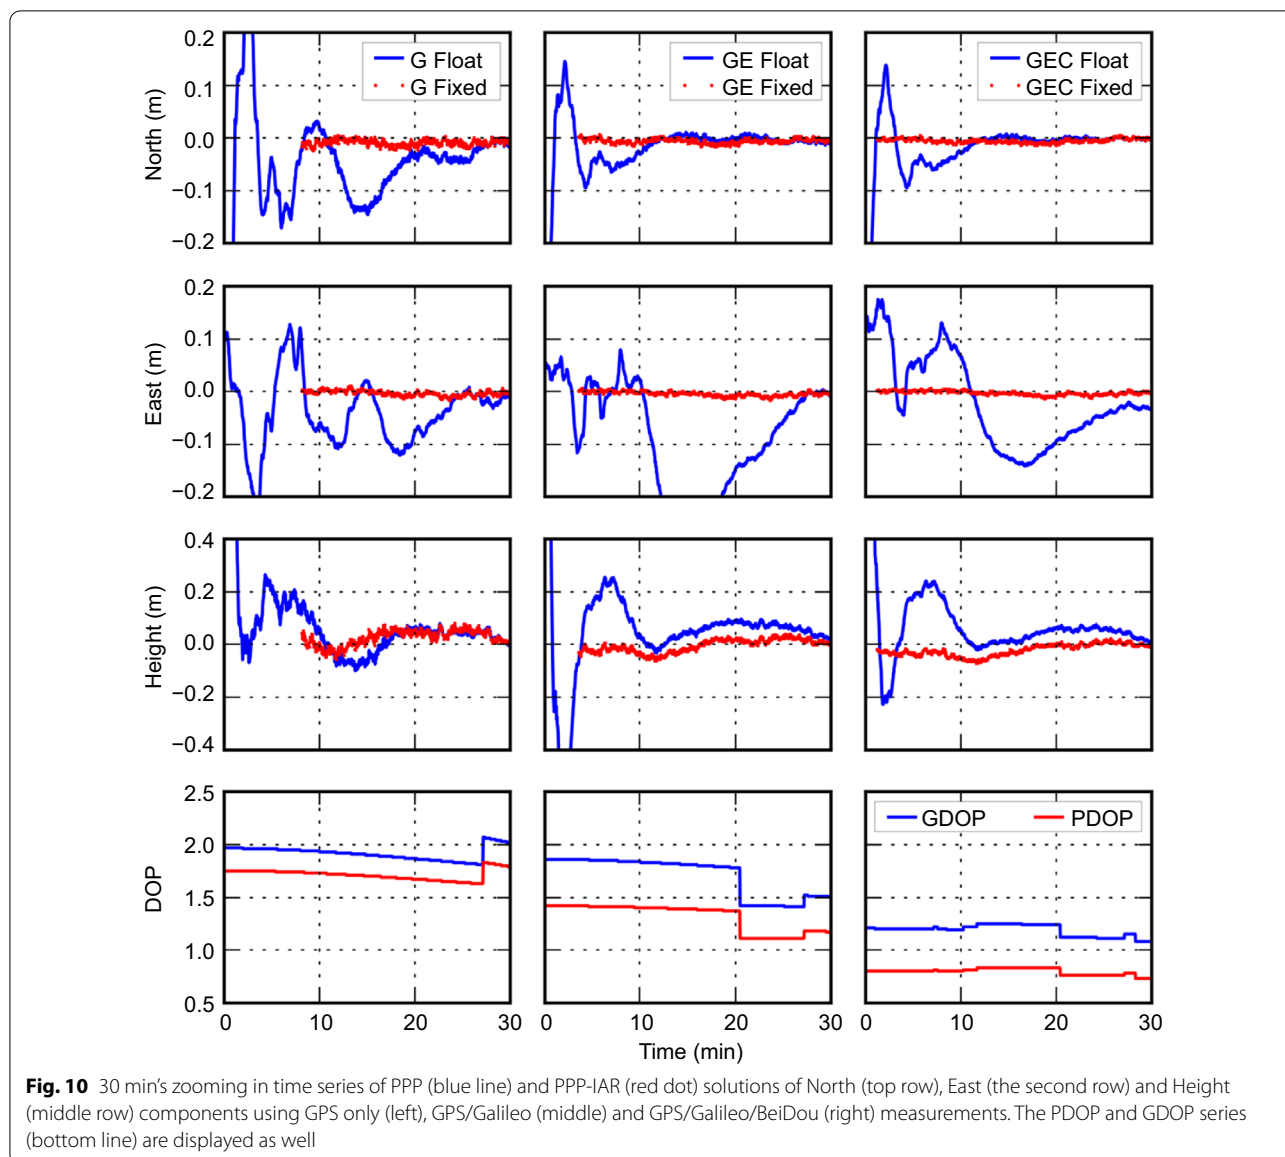 0.2
0.1
0.0
−0.1
−0.2
North (m)
G Float
G Fixed
GE Float
GE Fixed
GEC Float
GEC Fixed
0.2
0.1
0.0
−0.1
−0.2
East (m)
0.4
0.2
0.0
−0.2
−0.4
Height (m)
2.5
2.0
1.5
1.0
0.5
DOP
GDOP
PDOP
0 10 20 30
0 10 20 30
0 10 20 30
Time (min)
Fig. 10 30 min's zooming in time series of PPP (blue line) and PPP-IAR (red dot) solutions of North (top row), East (the second row) and Height
(middle row) components using GPS only (left), GPS/Galileo (middle) and GPS/Galileo/BeiDou (right) measurements. The PDOP and GDOP series
(bottom line) are displayed as well